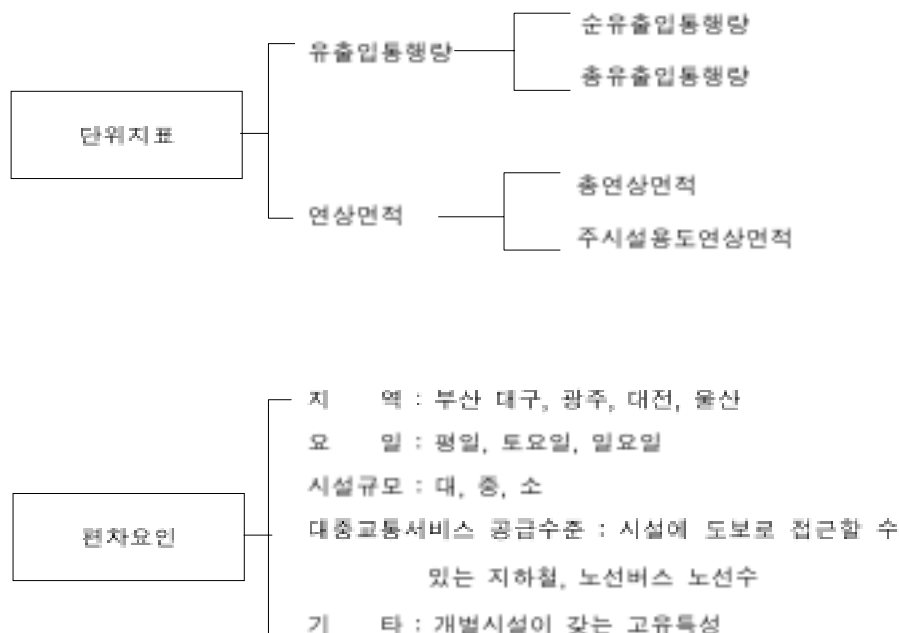 순유출입통행량
유출입통행량
총유출입통행량
단위지표
총연상면적
연상면적
주시설용도연상면적
지 역 : 부산 대구, 광주, 대전, 울산
요 일 : 평일, 토요일, 일요일
시설규모 : 대, 중, 소
편차요인
대중교통서비스 공급수준 : 시설에 도보로 접근할 수
있는 지하철, 노선버스 노선수
기 타 : 개별시설이 갖는 고유특성